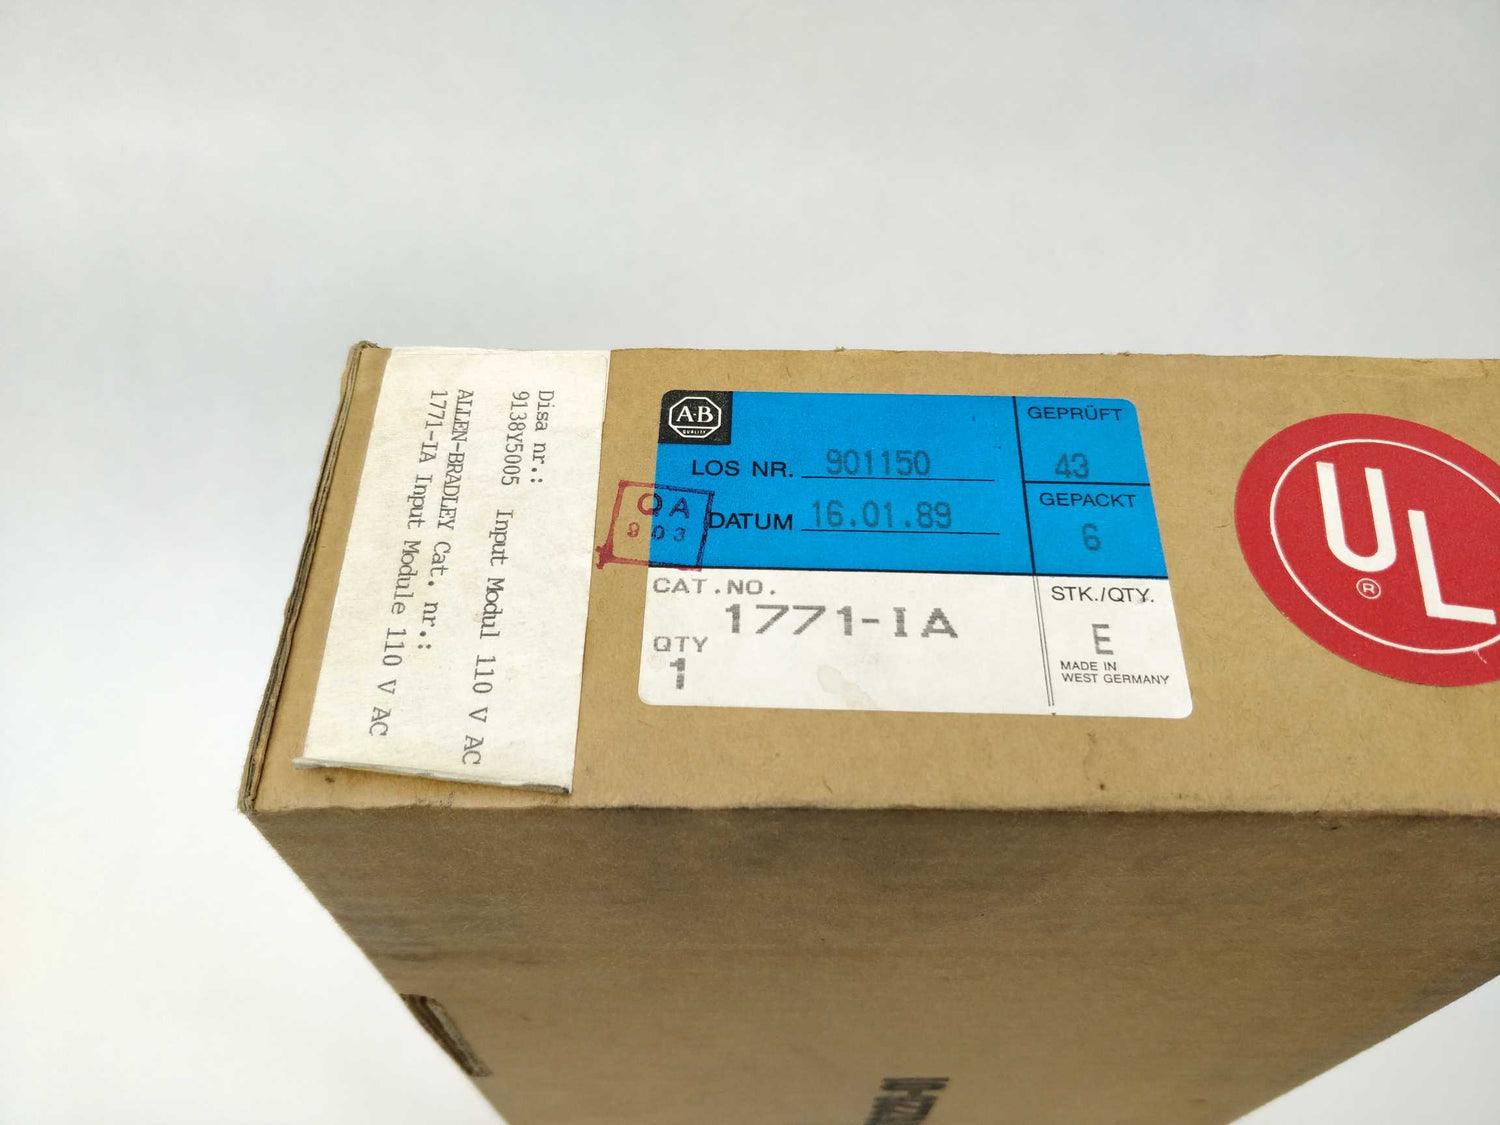 Disa nr.:
9138Y5005 Input Modul 110 V AC
ALLEN-BRADLEY Cat. nr.:
1771-IA Input Module 110 V AC
A-B
QUALITY
LOS NR. 901150
DATUM 16.01.89
QA
903
GEPRÜFT
43
GEPACKT
6
CAT.NO.
1771-IA
QTY
1
STK./QTY.
E
MADE IN
WEST GERMANY
UL
®